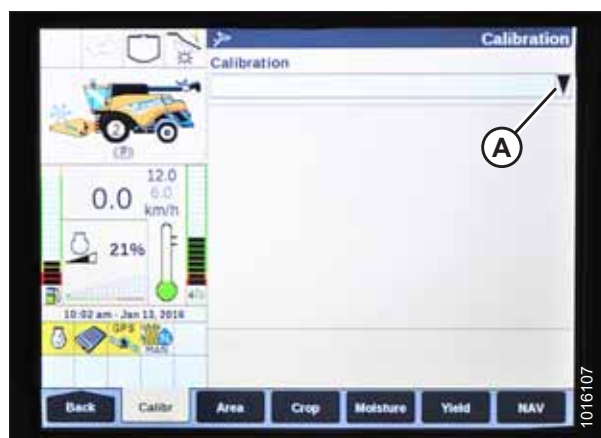 Calibration
Calibration
A
2
(P)
12.0
6.0
0.0
km/h
21%
10:02 am - Jan 13, 2016
GPS
MAN
Back
Calibr
Area
Crop
Moisture
Yield
NAV
1016107